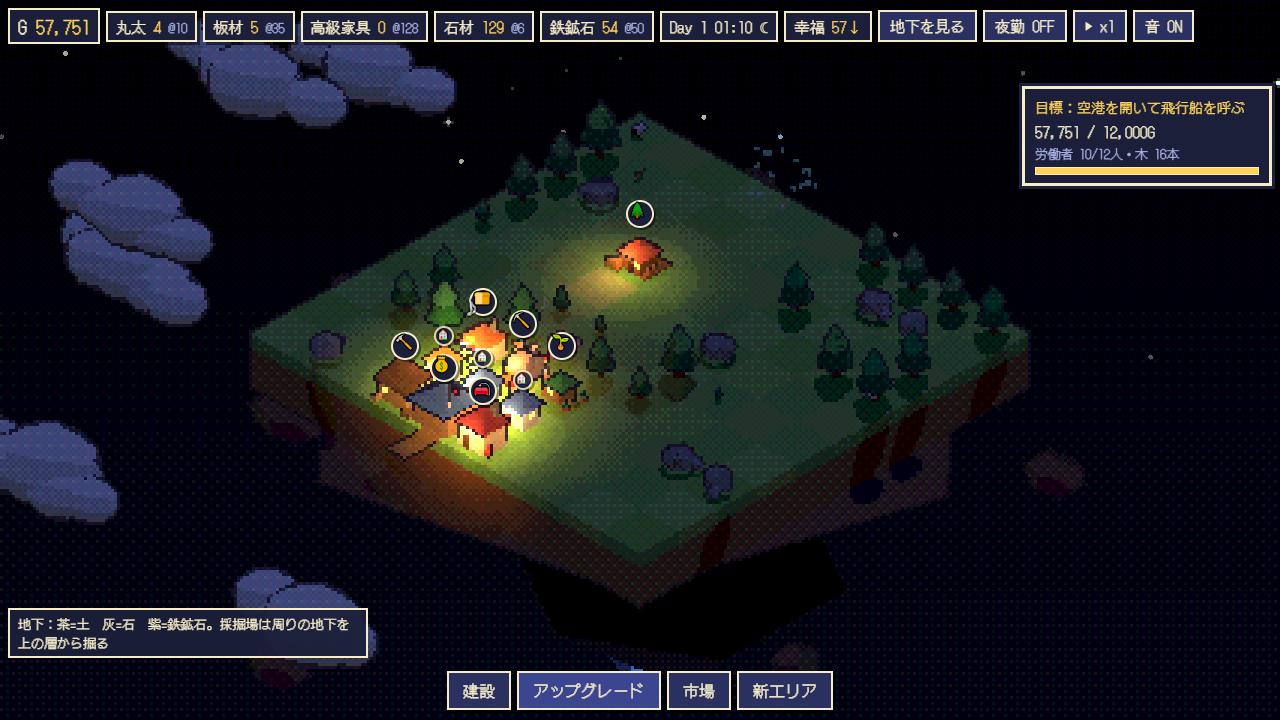 G 57,751
丸太 4 @10
板材 5 @35
高級家具 0 @128
石材 129 @6
鉄鉱石 54 @50
Day 1 01:10 ☾
幸福 57↓
地下を見る
夜勤 OFF
▶ x1
音 ON
目標：空港を開いて飛行船を呼ぶ
57,751 / 12,000G
労働者 10/12人・木 16本
地下：茶=土　灰=石　紫=鉄鉱石。採掘場は周りの地下を
上の層から掘る
建設
アップグレード
市場
新エリア